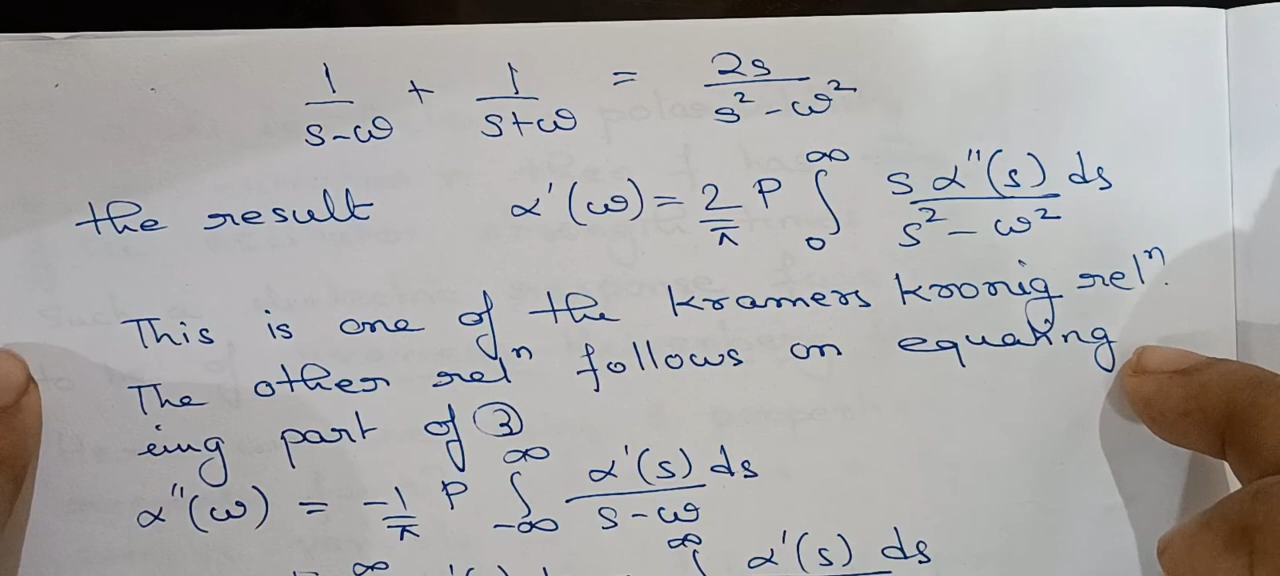 1/(s-ω) + 1/(s+ω) = 2s/(s²-ω²)
the result α'(ω) = 2/π P ∫₀^∞ s α''(s) ds/(s² - ω²)
This is one of the Kramers Kronig relⁿ.
The other relⁿ follows on equating
img part of ③
α''(ω) = -1/π P ∫_{-∞}^{∞} α'(s) ds/(s-ω)
∞ ∞ α'(s) ds